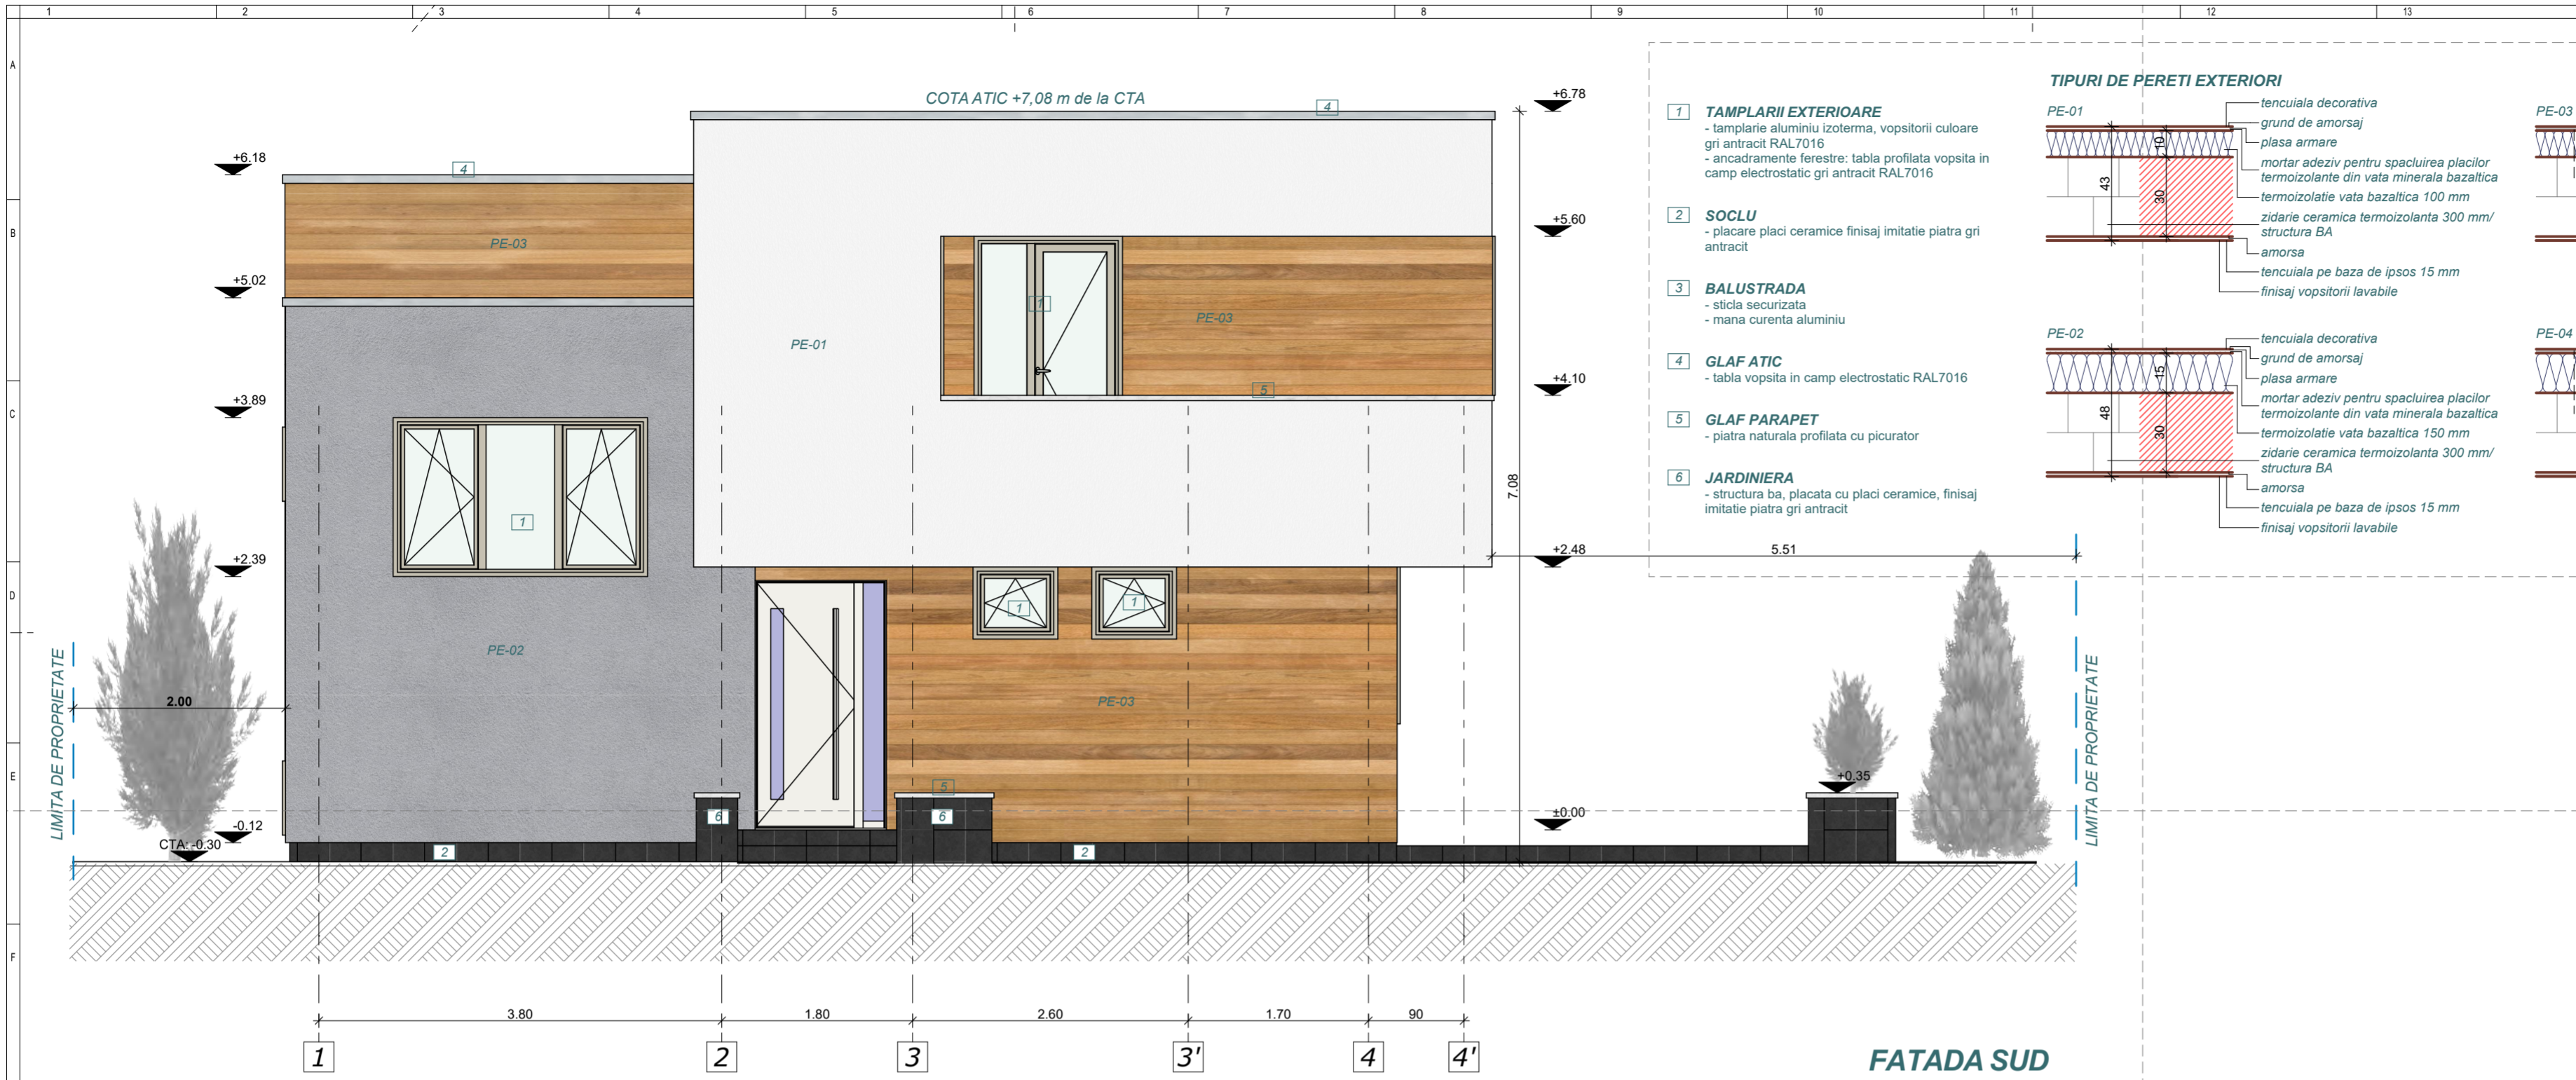 1 2 3 4 5 6 7 8 9 10 11 12 13
A
B
C
D
E
F
COTA ATIC +7,08 m de la CTA
4
+6.78
+6.18
4
PE-03
+5.60
+5.02
1
PE-03
PE-01
+4.10
5
+3.89
7.08
1
+2.48
5.51
+2.39
1
1
PE-02
LIMITA DE PROPRIETATE
2.00
PE-03
LIMITA DE PROPRIETATE
+0.35
5
6
6
±0.00
-0.12
CTA: -0.30
2
2
3.80
1.80
2.60
1.70
90
1
2
3
3'
4
4'
FATADA SUD
1 TAMPLARII EXTERIOARE
- tamplarie aluminiu izoterma, vopsitorii culoare
gri antracit RAL7016
- ancadramente ferestre: tabla profilata vopsita in
camp electrostatic gri antracit RAL7016
2 SOCLU
- placare placi ceramice finisaj imitatie piatra gri
antracit
3 BALUSTRADA
- sticla securizata
- mana curenta aluminiu
4 GLAF ATIC
- tabla vopsita in camp electrostatic RAL7016
5 GLAF PARAPET
- piatra naturala profilata cu picurator
6 JARDINIERA
- structura ba, placata cu placi ceramice, finisaj
imitatie piatra gri antracit
TIPURI DE PERETI EXTERIORI
PE-01
10
43
30
tencuiala decorativa
grund de amorsaj
plasa armare
mortar adeziv pentru spacluirea placilor
termoizolante din vata minerala bazaltica
termoizolatie vata bazaltica 100 mm
zidarie ceramica termoizolanta 300 mm/
structura BA
amorsa
tencuiala pe baza de ipsos 15 mm
finisaj vopsitorii lavabile
PE-03
PE-02
15
48
30
tencuiala decorativa
grund de amorsaj
plasa armare
mortar adeziv pentru spacluirea placilor
termoizolante din vata minerala bazaltica
termoizolatie vata bazaltica 150 mm
zidarie ceramica termoizolanta 300 mm/
structura BA
amorsa
tencuiala pe baza de ipsos 15 mm
finisaj vopsitorii lavabile
PE-04